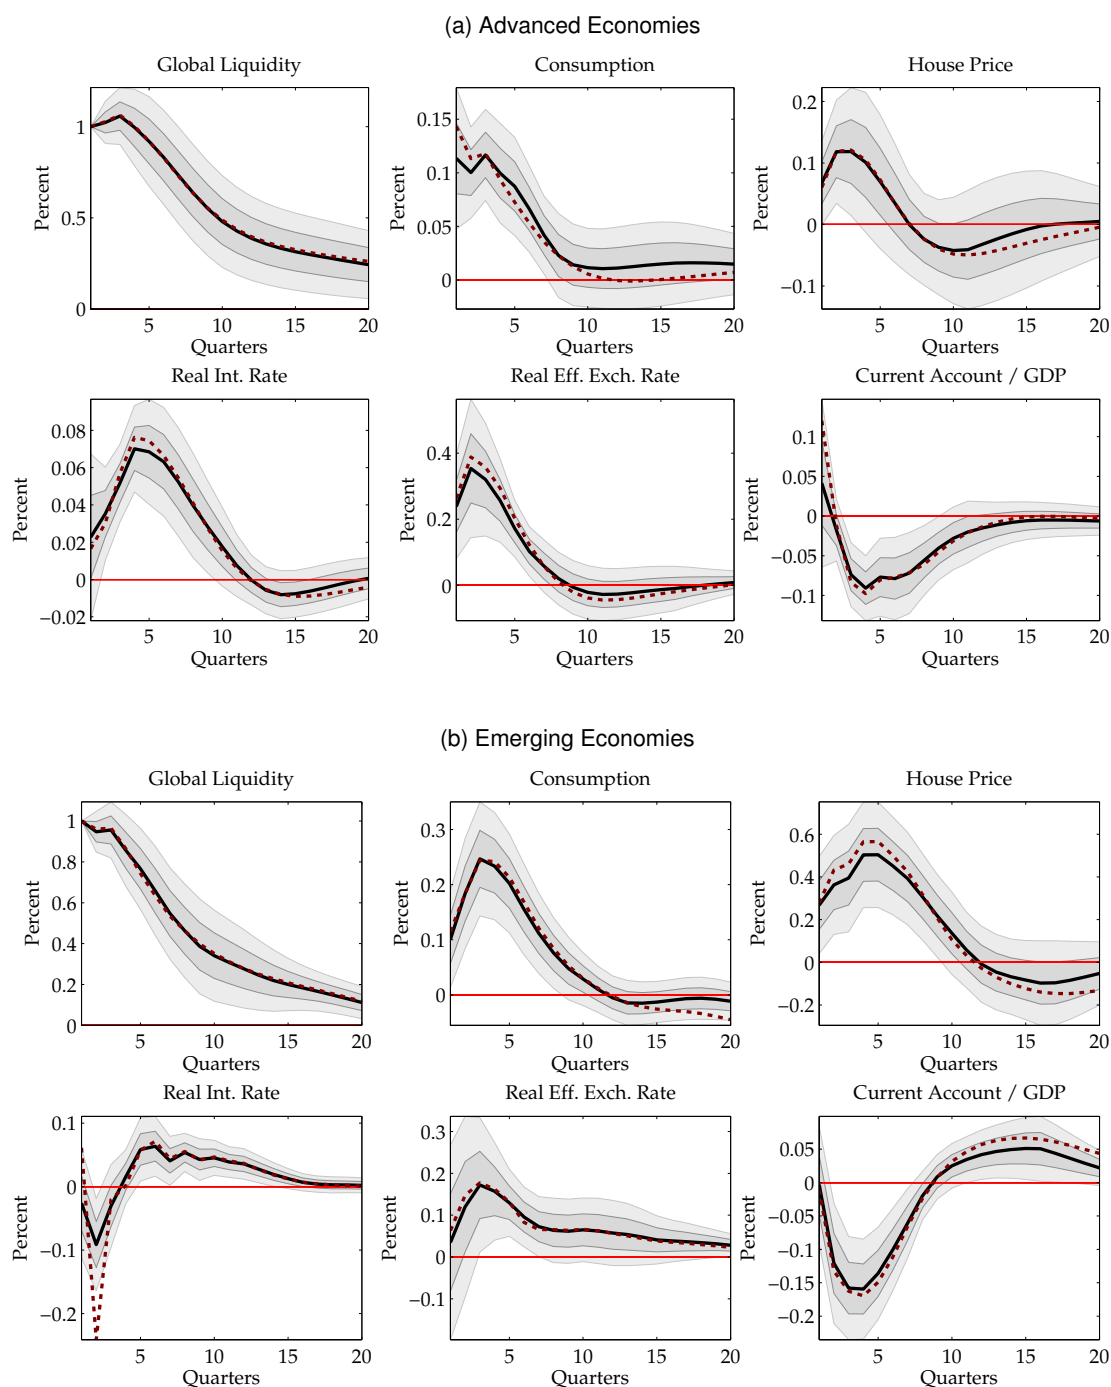 (a) Advanced Economies
Global Liquidity
Percent
1
0.5
0
5 10 15 20
Quarters
Consumption
Percent
0.15
0.1
0.05
0
5 10 15 20
Quarters
House Price
Percent
0.2
0.1
0
−0.1
5 10 15 20
Quarters
Real Int. Rate
Percent
0.08
0.06
0.04
0.02
0
−0.02
5 10 15 20
Quarters
Real Eff. Exch. Rate
Percent
0.4
0.2
0
5 10 15 20
Quarters
Current Account / GDP
Percent
0.1
0.05
0
−0.05
−0.1
5 10 15 20
Quarters
(b) Emerging Economies
Global Liquidity
Percent
1
0.8
0.6
0.4
0.2
0
5 10 15 20
Quarters
Consumption
Percent
0.3
0.2
0.1
0
5 10 15 20
Quarters
House Price
Percent
0.6
0.4
0.2
0
−0.2
5 10 15 20
Quarters
Real Int. Rate
Percent
0.1
0
−0.1
−0.2
5 10 15 20
Quarters
Real Eff. Exch. Rate
Percent
0.3
0.2
0.1
0
−0.1
5 10 15 20
Quarters
Current Account / GDP
Percent
0.05
0
−0.05
−0.1
−0.15
−0.2
5 10 15 20
Quarters